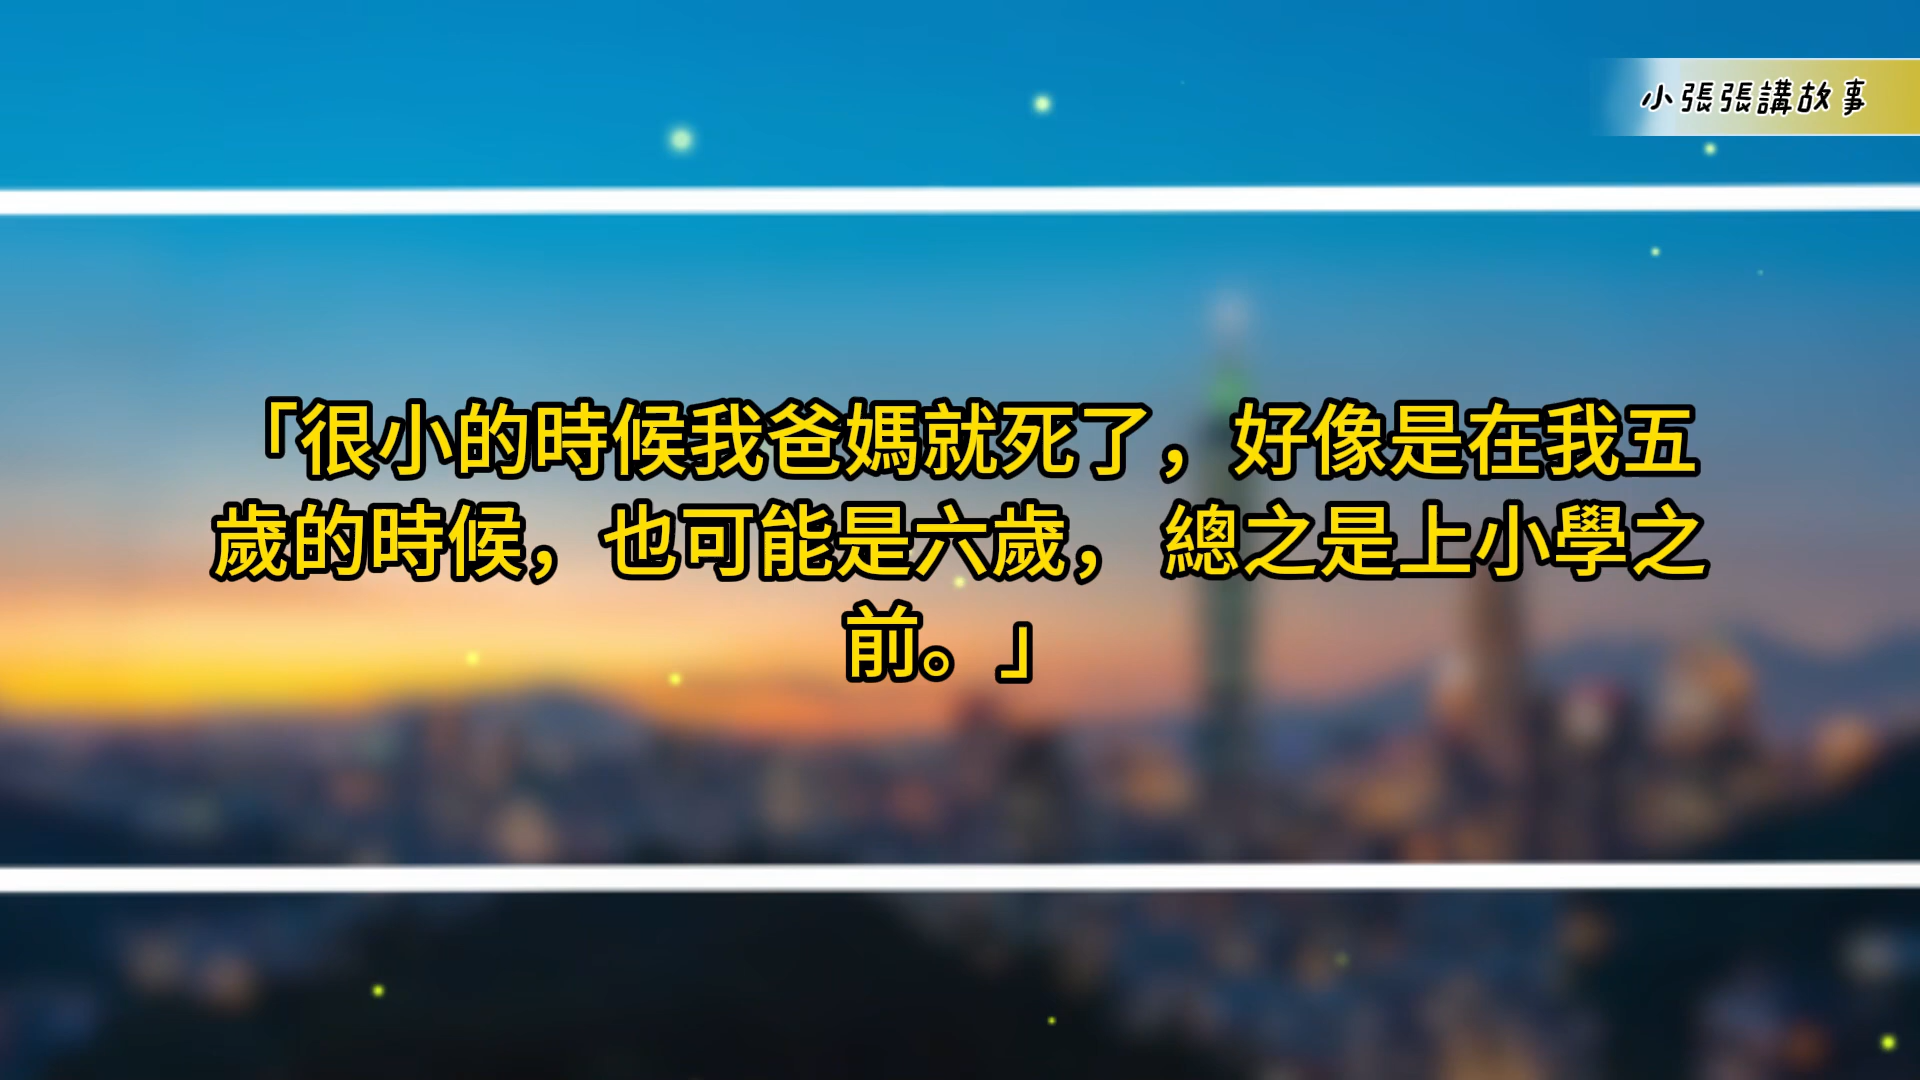 小張張講故事
「很小的時候我爸媽就死了，好像是在我五
歲的時候，也可能是六歲， 總之是上小學之
前。」